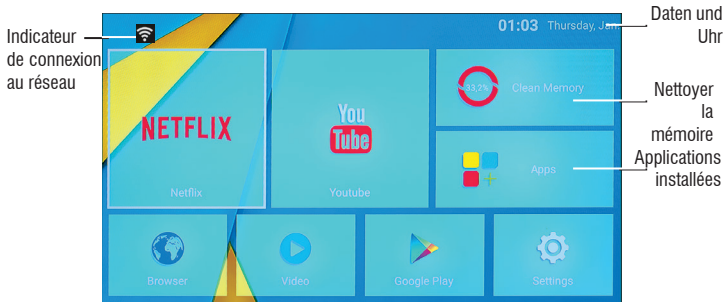 Indicateur
de connexion
au réseau
01:03 Thursday, Jan
Daten und
Uhr
NETFLIX
Netflix
You
Tube
Youtube
33,2%
Clean Memory
Nettoyer
la
mémoire
Apps
Applications
installées
Browser
Video
Google Play
Settings